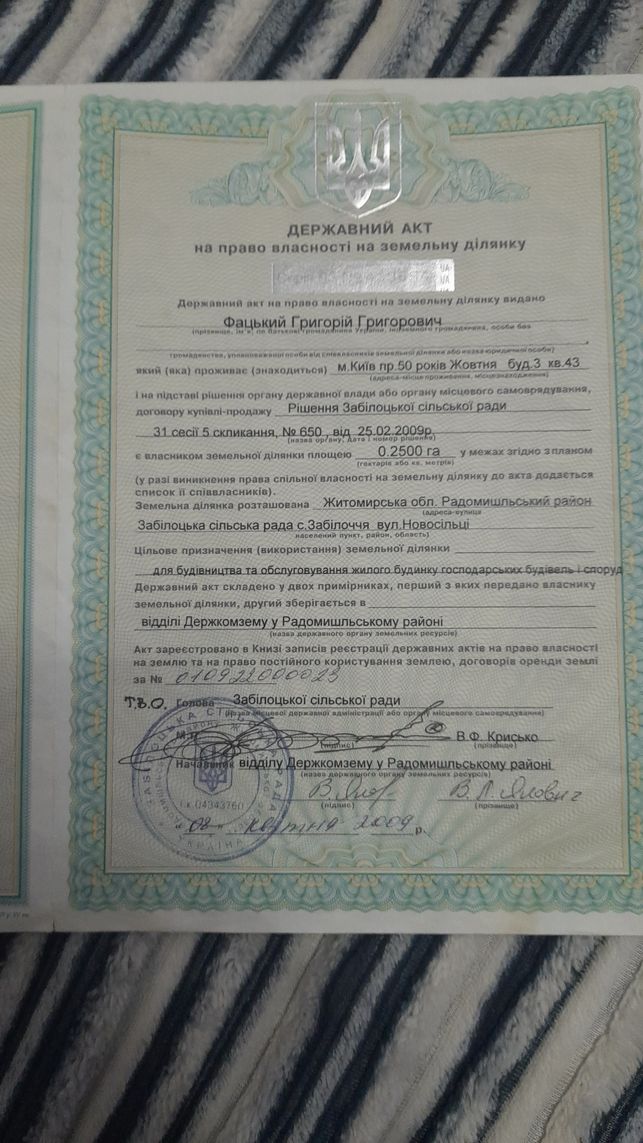 ДЕРЖАВНИЙ АКТ
на право власності на земельну ділянку
Державний акт на право власності на земельну ділянку видано
Фацький Григорій Григорович
(прізвище, ім'я, по батькові громадянина України, іноземного громадянина, особи без
громадянства, уповноваженої особи від співвласників земельної ділянки або назва юридичної особи)
який (яка) проживає (знаходиться) м.Київ пр.50 років Жовтня буд.3 кв.43
(адреса-місце проживання, місцезнаходження)
і на підставі рішення органу державної влади або органу місцевого самоврядування,
договору купівлі-продажу Рішення Забілоцької сільської ради
31 сесії 5 скликання, № 650 , від 25.02.2009р.
(назва органу, дата і номер рішення)
є власником земельної ділянки площею 0.2500 га у межах згідно з планом
(гектарів або кв. метрів)
(у разі виникнення права спільної власності на земельну ділянку до акта додається
список її співвласників).
Земельна ділянка розташована Житомирська обл. Радомишльський район
(адреса-вулиця
Забілоцька сільська рада с.Забілоччя вул.Новосільці
населений пункт, район, область)
Цільове призначення (використання) земельної ділянки
для будівництва та обслуговування жилого будинку господарських будівель і споруд
Державний акт складено у двох примірниках, перший з яких передано власнику
земельної ділянки, другий зберігається в
відділі Держкомзему у Радомишльському районі
(назва державного органу земельних ресурсів)
Акт зареєстровано в Книзі записів реєстрації державних актів на право власності
на землю та на право постійного користування землею, договорів оренди землі
за № 010922000023
Т.В.О. Голова Забілоцької сільської ради
(назва місцевої державної адміністрації або органу місцевого самоврядування)
М.П. В.Ф. Крисько
(підпис) (прізвище)
Начальник відділу Держкомзему у Радомишльському районі
(назва державного органу земельних ресурсів)
В. Л. Ялович
(підпис) (прізвище)
і.к.04343760
УКРАЇНА
" 02 " квітня 2009 р.